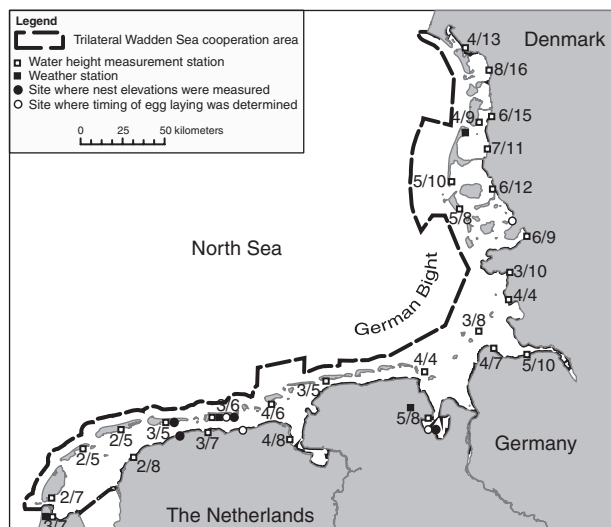 Legend
Trilateral Wadden Sea cooperation area
Water height measurement station
Weather station
Site where nest elevations were measured
Site where timing of egg laying was determined
0 25 50 kilometers
4/13
Denmark
8/16
4/9
6/15
7/11
5/10
6/12
5/8
6/9
North Sea
German Bight
3/10
4/4
3/8
4/7
5/10
4/4
3/5
3/6
4/6
5/8
3/5
2/5
3/7
4/8
Germany
2/5
2/8
2/7
3/7
The Netherlands